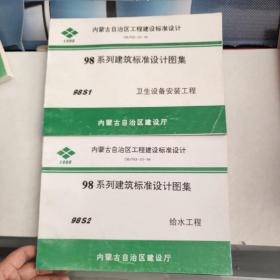 内蒙古自治区工程建设标准设计
98系列建筑标准设计图集
98S1 卫生设备安装工程
内蒙古自治区建设厅
内蒙古自治区工程建设标准设计
98系列建筑标准设计图集
98S2 给水工程
内蒙古自治区建设厅